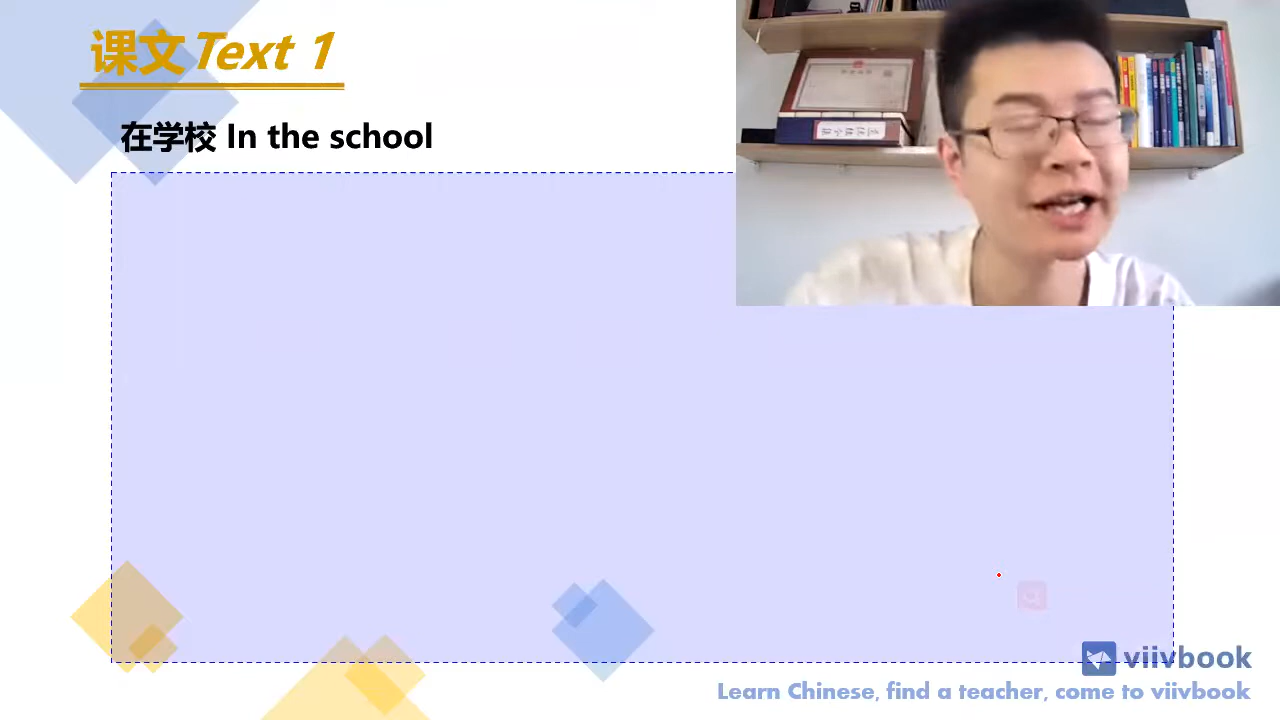 课文Text 1
在学校 In the school
viivbook
Learn Chinese, find a teacher, come to viivbook